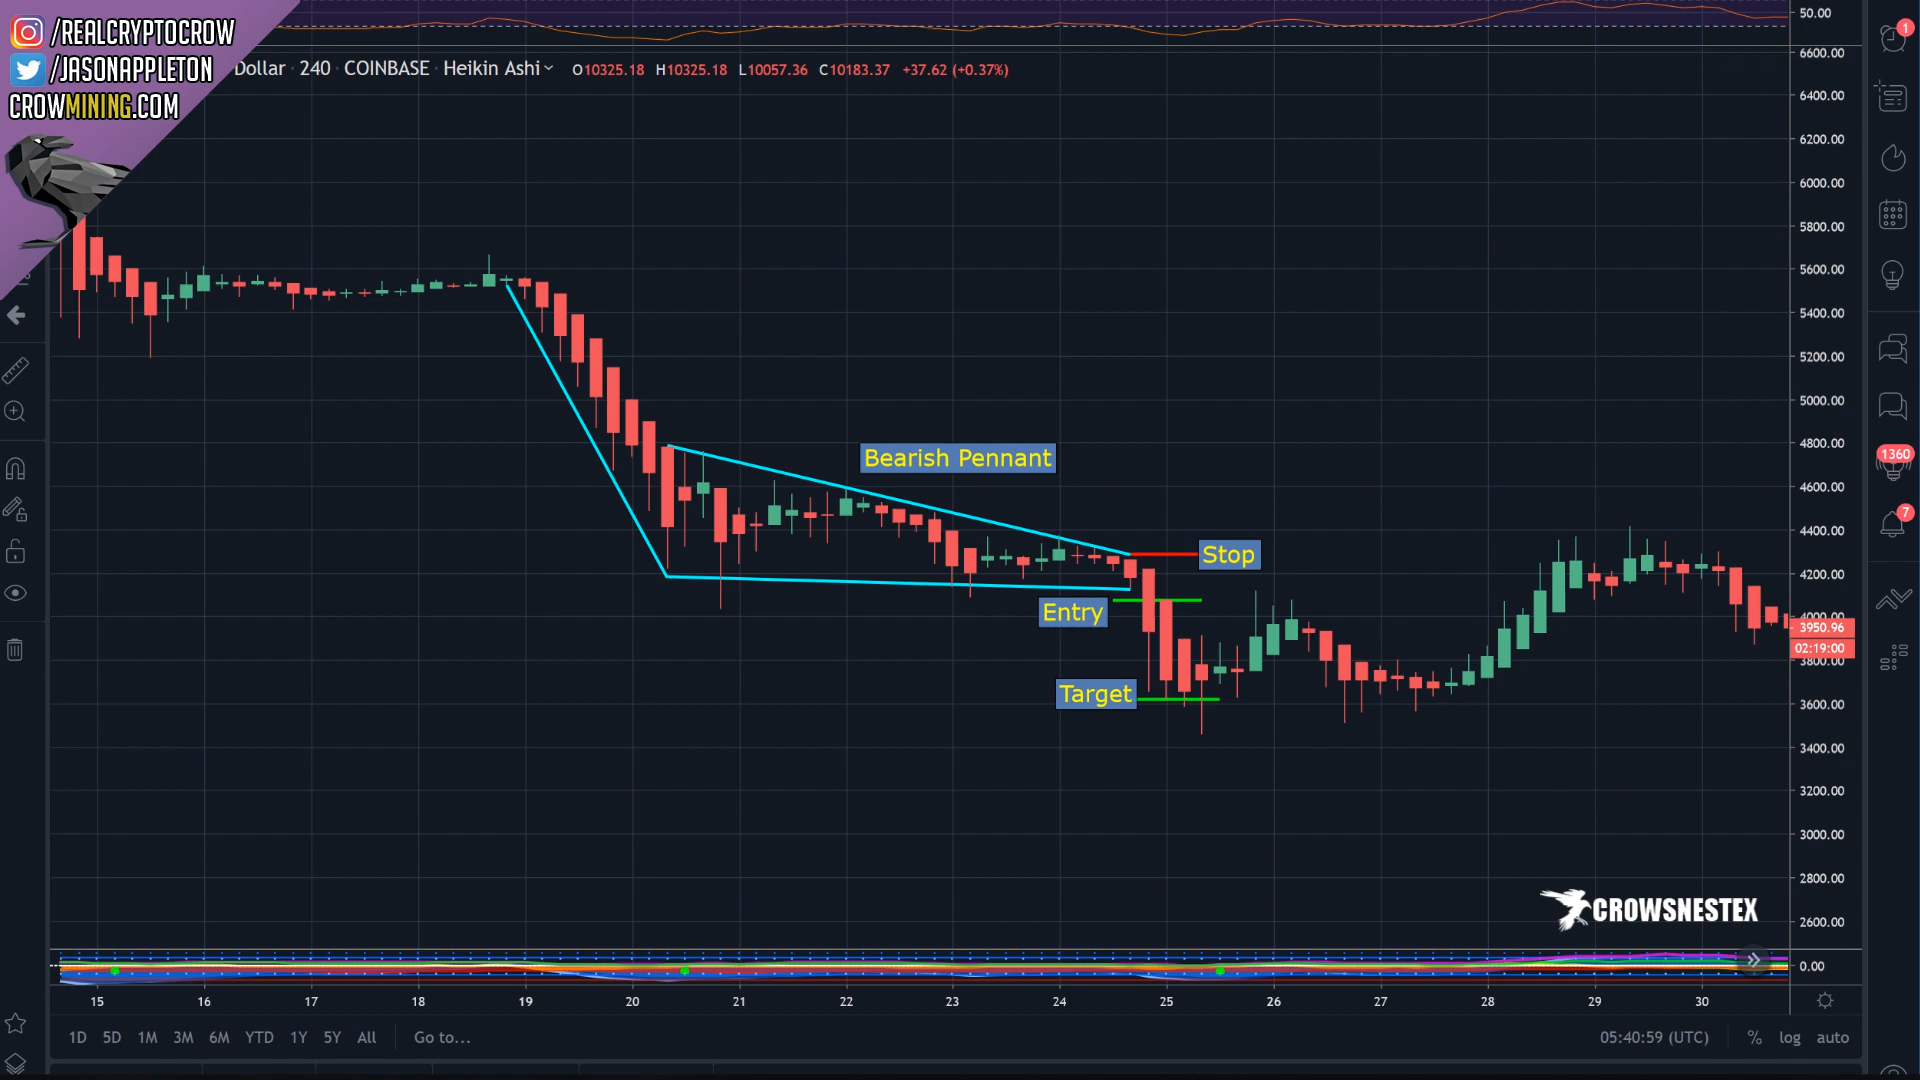 /REALCRYPTOCROW
/JASONAPPLETON
CROWMINING.COM
Dollar · 240 · COINBASE · Heikin Ashi O10325.18 H10325.18 L10057.36 C10183.37 +37.62 (+0.37%)
50.00
6600.00
6400.00
6200.00
6000.00
5800.00
5600.00
5400.00
5200.00
5000.00
4800.00
4600.00
4400.00
4200.00
4000.00
3950.96
02:19:00
3800.00
3600.00
3400.00
3200.00
3000.00
2800.00
2600.00
0.00
1
1360
7
Bearish Pennant
Stop
Entry
Target
CROWSNESTEX
15 16 17 18 19 20 21 22 23 24 25 26 27 28 29 30
1D 5D 1M 3M 6M YTD 1Y 5Y All Go to... 05:40:59 (UTC) % log auto